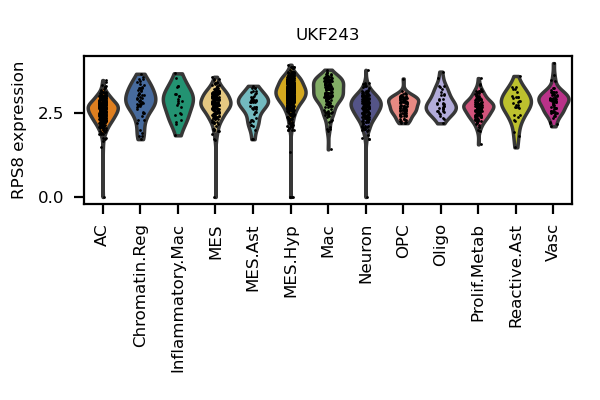 UKF243
RPS8 expression
2.5
0.0
AC
Chromatin.Reg
Inflammatory.Mac
MES
MES.Ast
MES.Hyp
Mac
Neuron
OPC
Oligo
Prolif.Metab
Reactive.Ast
Vasc